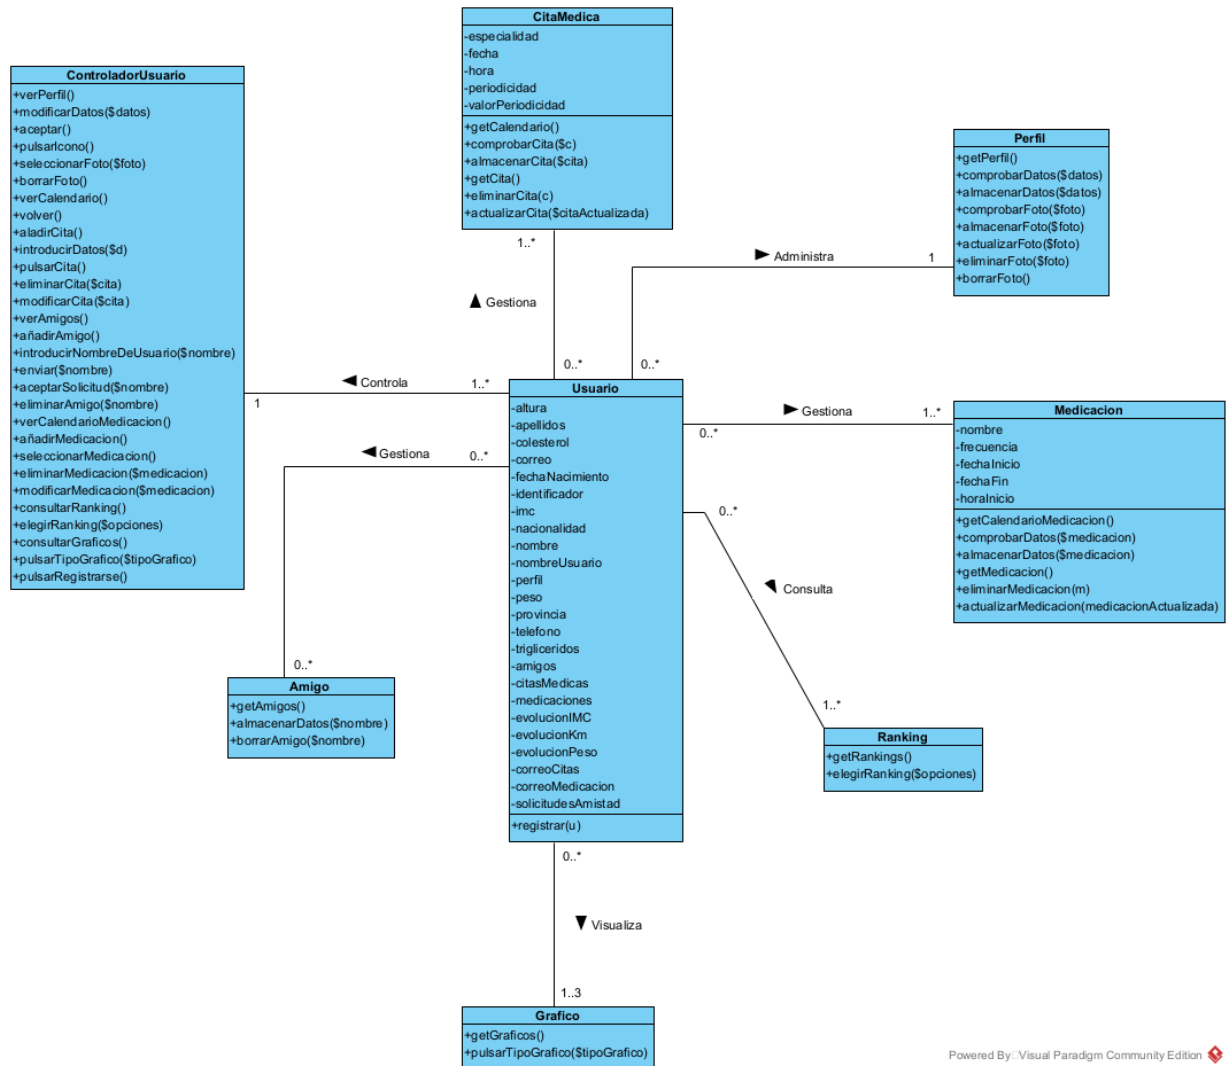 CitaMedica
-especialidad
-fecha
-hora
-periodicidad
-valorPeriodicidad
+getCalendario()
+comprobarCita($c)
+almacenarCita($cita)
+getCita()
+eliminarCita(c)
+actualizarCita($citaActualizada)
ControladorUsuario
+verPerfil()
+modificarDatos($datos)
+aceptar()
+pulsarIcono()
+seleccionarFoto($foto)
+borrarFoto()
+verCalendario()
+volver()
+aladirCita()
+introducirDatos($d)
+pulsarCita()
+eliminarCita($cita)
+modificarCita($cita)
+verAmigos()
+añadirAmigo()
+introducirNombreDeUsuario($nombre)
+enviar($nombre)
+aceptarSolicitud($nombre)
+eliminarAmigo($nombre)
+verCalendarioMedicacion()
+añadirMedicacion()
+seleccionarMedicacion()
+eliminarMedicacion($medicacion)
+modificarMedicacion($medicacion)
+consultarRanking()
+elegirRanking($opciones)
+consultarGraficos()
+pulsarTipoGrafico($tipoGrafico)
+pulsarRegistrarse()
Perfil
+getPerfil()
+comprobarDatos($datos)
+almacenarDatos($datos)
+comprobarFoto($foto)
+almacenarFoto($foto)
+actualizarFoto($foto)
+eliminarFoto($foto)
+borrarFoto()
1..*
Gestiona
0..*
Administra
1
0..*
Controla
1..*
1
Gestiona
0..*
0..*
Usuario
-altura
-apellidos
-colesterol
-correo
-fechaNacimiento
-identificador
-imc
-nacionalidad
-nombre
-nombreUsuario
-perfil
-peso
-provincia
-telefono
-trigliceridos
-amigos
-citasMedicas
-medicaciones
-evolucionIMC
-evolucionKm
-evolucionPeso
-correoCitas
-correoMedicacion
-solicitudesAmistad
+registrar(u)
Gestiona
1..*
0..*
Medicacion
-nombre
-frecuencia
-fechaInicio
-fechaFin
-horaInicio
+getCalendarioMedicacion()
+comprobarDatos($medicacion)
+almacenarDatos($medicacion)
+getMedicacion()
+eliminarMedicacion(m)
+actualizarMedicacion(medicacionActualizada)
0..*
Consulta
1..*
Amigo
+getAmigos()
+almacenarDatos($nombre)
+borrarAmigo($nombre)
Ranking
+getRankings()
+elegirRanking($opciones)
0..*
Visualiza
1..3
Grafico
+getGraficos()
+pulsarTipoGrafico($tipoGrafico)
Powered By Visual Paradigm Community Edition